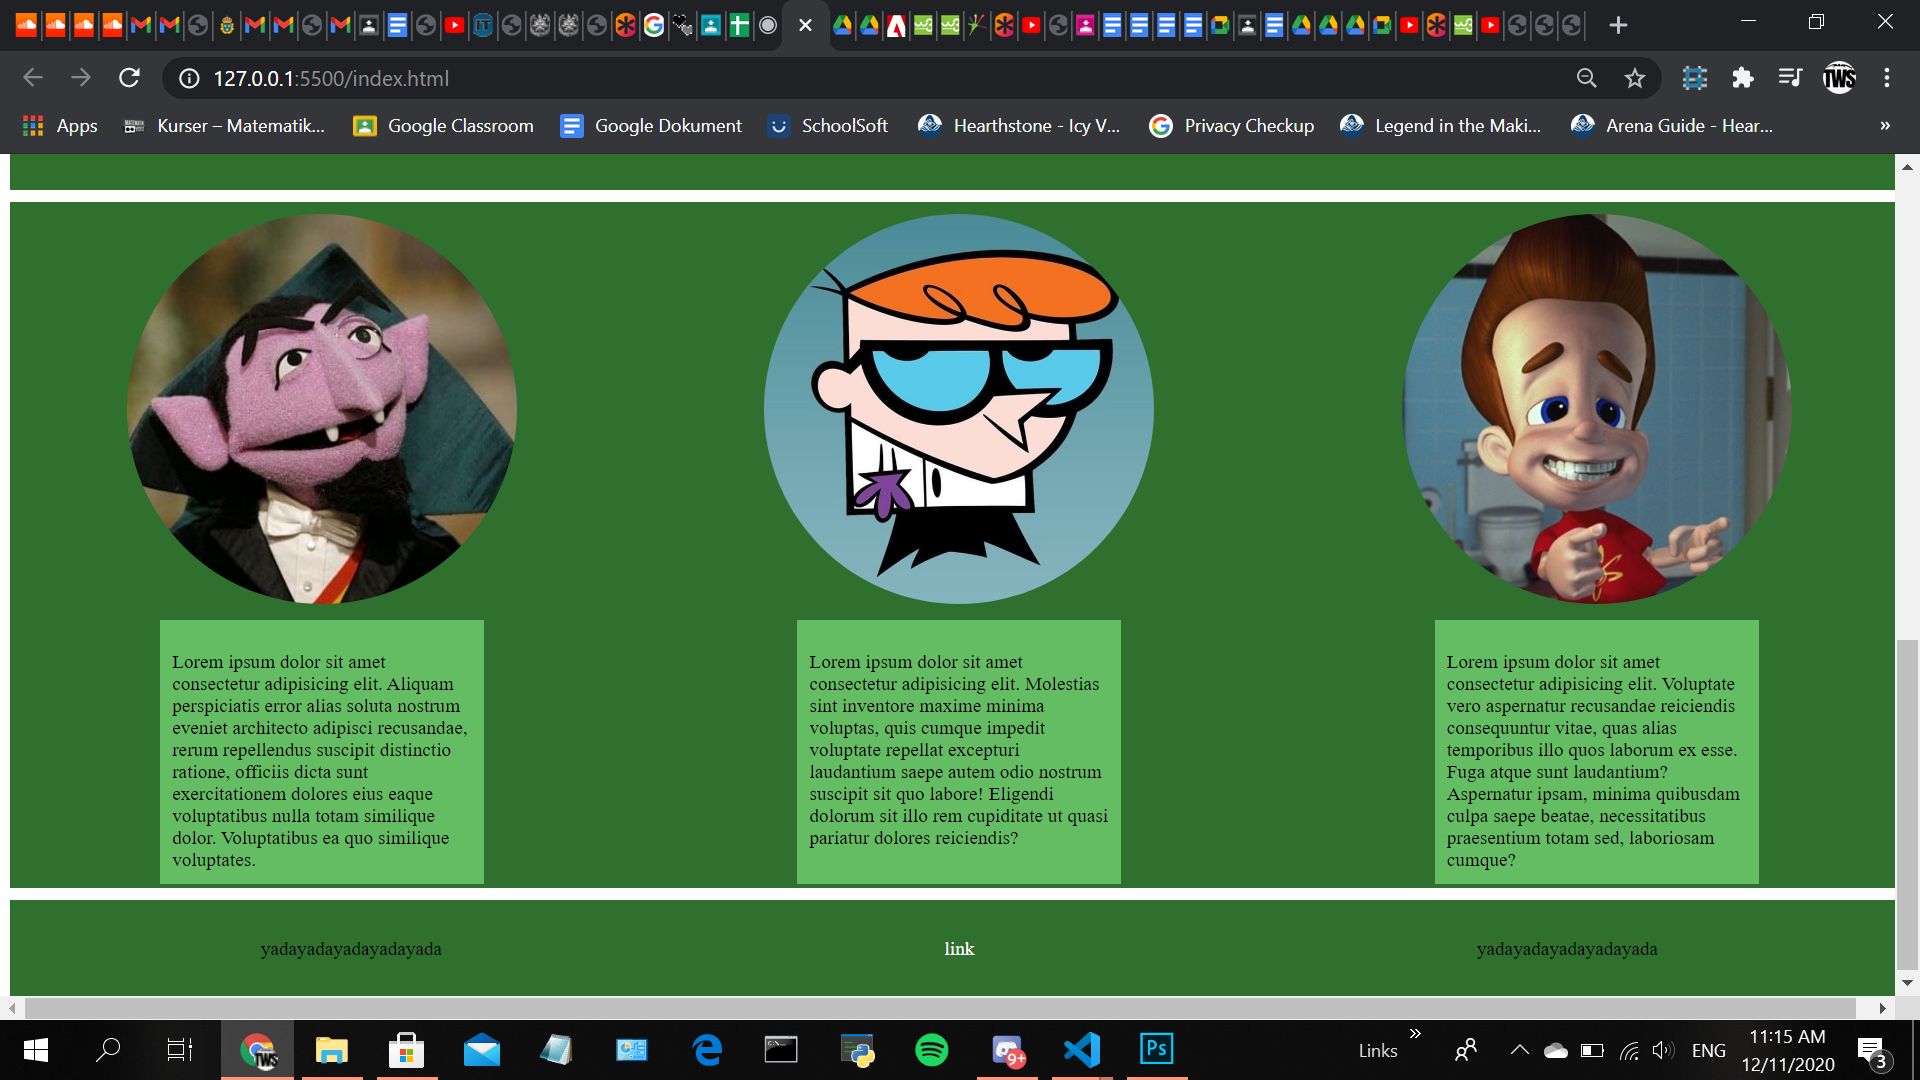 127.0.0.1:5500/index.html
Apps Kurser – Matematik... Google Classroom Google Dokument SchoolSoft Hearthstone - Icy V... Privacy Checkup Legend in the Maki... Arena Guide - Hear... »
Lorem ipsum dolor sit amet
consectetur adipisicing elit. Aliquam
perspiciatis error alias soluta nostrum
eveniet architecto adipisci recusandae,
rerum repellendus suscipit distinctio
ratione, officiis dicta sunt
exercitationem dolores eius eaque
voluptatibus nulla totam similique
dolor. Voluptatibus ea quo similique
voluptates.
Lorem ipsum dolor sit amet
consectetur adipisicing elit. Molestias
sint inventore maxime minima
voluptas, quis cumque impedit
voluptate repellat excepturi
laudantium saepe autem odio nostrum
suscipit sit quo labore! Eligendi
dolorum sit illo rem cupiditate ut quasi
pariatur dolores reiciendis?
Lorem ipsum dolor sit amet
consectetur adipisicing elit. Voluptate
vero aspernatur recusandae reiciendis
consequuntur vitae, quas alias
temporibus illo quos laborum ex esse.
Fuga atque sunt laudantium?
Aspernatur ipsam, minima quibusdam
culpa saepe beatae, necessitatibus
praesentium totam sed, laboriosam
cumque?
yadayadayadayadayada link yadayadayadayadayada
TWS 9+ Ps Links » ENG 11:15 AM
12/11/2020 3